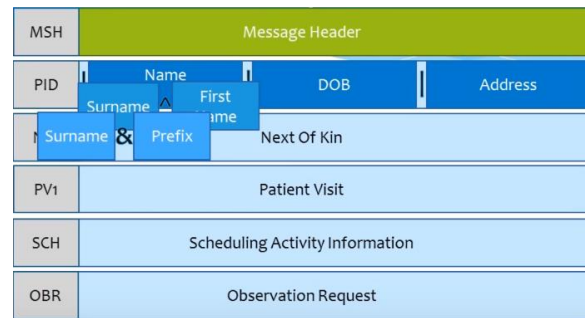 MSH Message Header
PID | Name | DOB | Address
Surname ^ First
Name
Surname & Prefix Next Of Kin
PV1 Patient Visit
SCH Scheduling Activity Information
OBR Observation Request